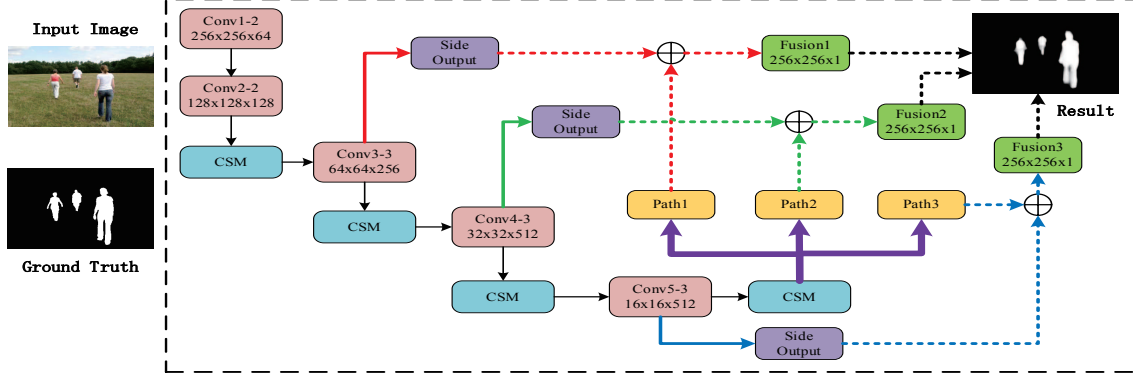 Input Image
Ground Truth
Conv1-2
256x256x64
Conv2-2
128x128x128
CSM
Conv3-3
64x64x256
CSM
Conv4-3
32x32x512
CSM
Conv5-3
16x16x512
CSM
Side
Output
Side
Output
Side
Output
Path1
Path2
Path3
Fusion1
256x256x1
Fusion2
256x256x1
Fusion3
256x256x1
Result